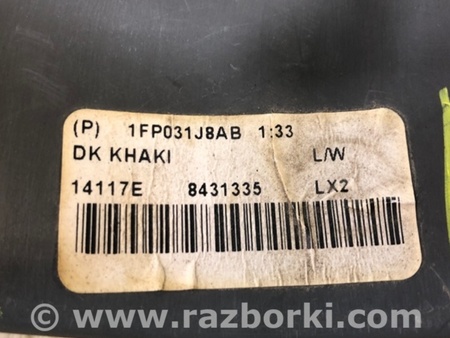 (P) 1FP031J8AB 1:33
DK KHAKI L/W
14117E 8431335 LX2
www.razborki.com